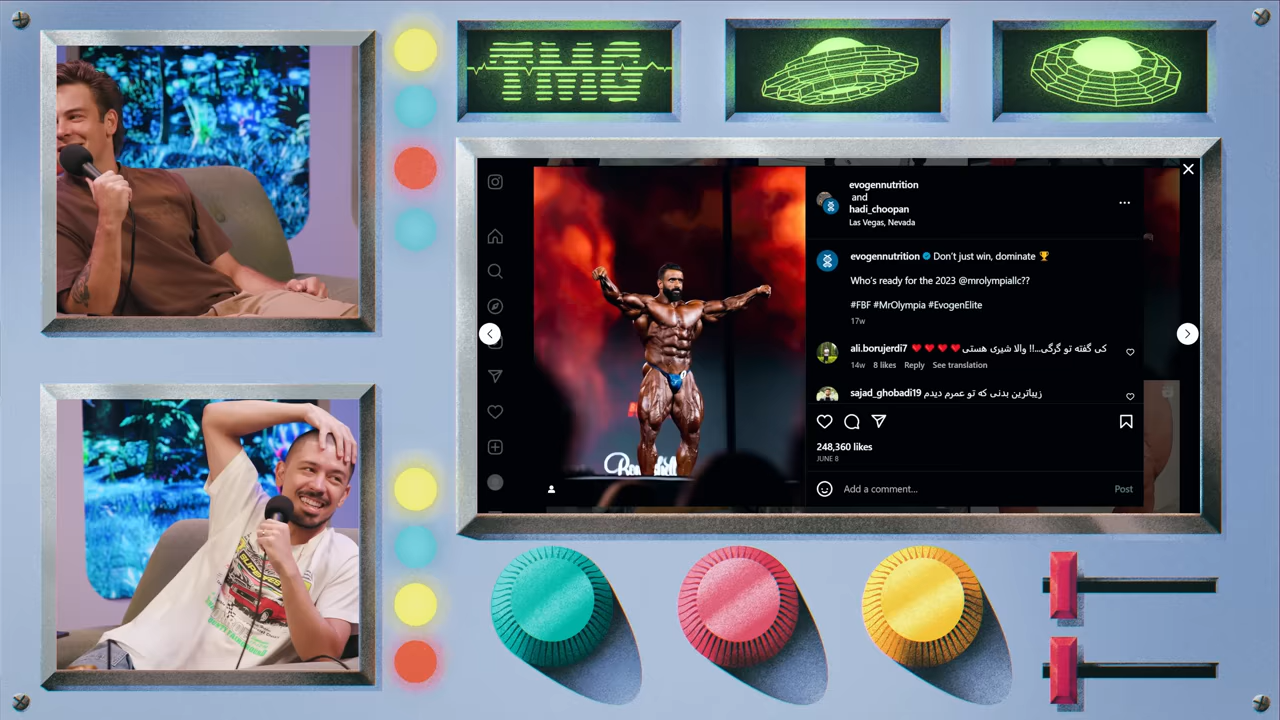 TMG
evogennutrition
and
hadi_choopan
Las Vegas, Nevada
evogennutrition Don't just win, dominate 🏆
Who's ready for the 2023 @mrolympiallc??
#FBF #MrOlympia #EvogenElite
17w
ali.borujerdi7 ❤️❤️❤️❤️کی گفته تو گرگی...!! والا شیری هستی
14w 8 likes Reply See translation
sajad_ghobadi19 زیباترین بدنی که تو عمرم دیدم
248,360 likes
JUNE 8
Add a comment... Post